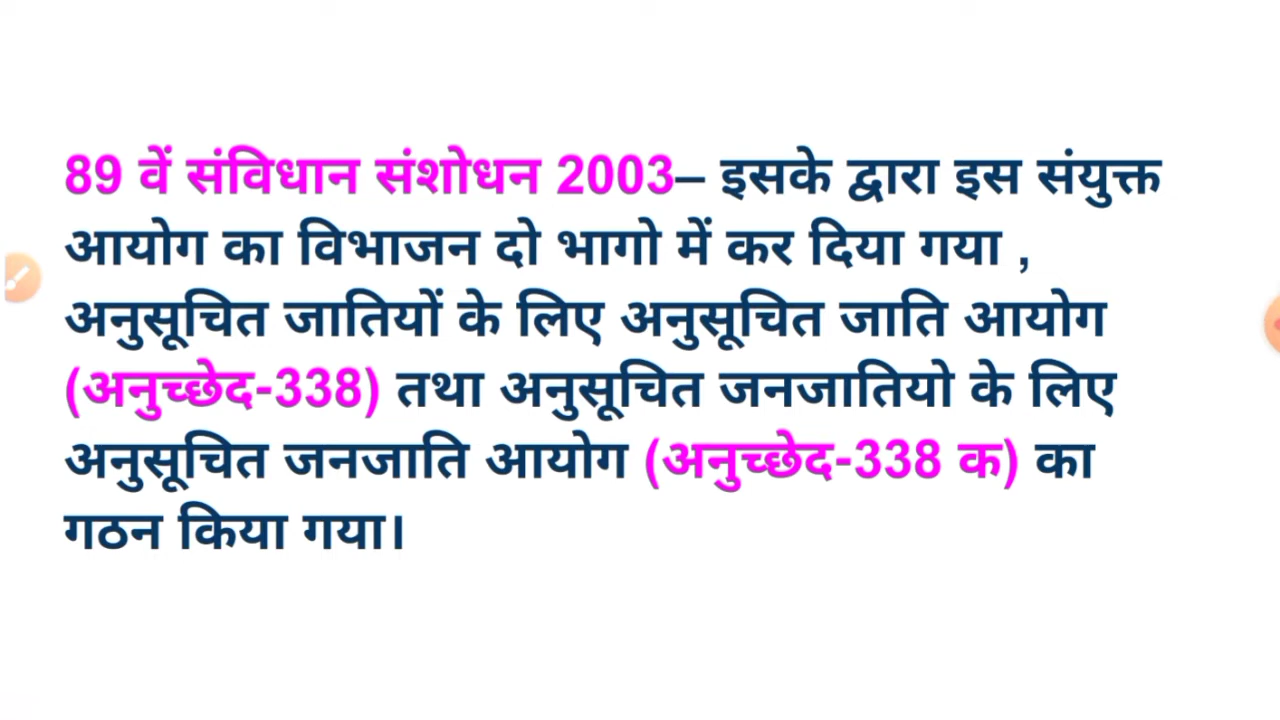 89 वें संविधान संशोधन 2003– इसके द्वारा इस संयुक्त
आयोग का विभाजन दो भागो में कर दिया गया ,
अनुसूचित जातियों के लिए अनुसूचित जाति आयोग
(अनुच्छेद-338) तथा अनुसूचित जनजातियो के लिए
अनुसूचित जनजाति आयोग (अनुच्छेद-338 क) का
गठन किया गया।